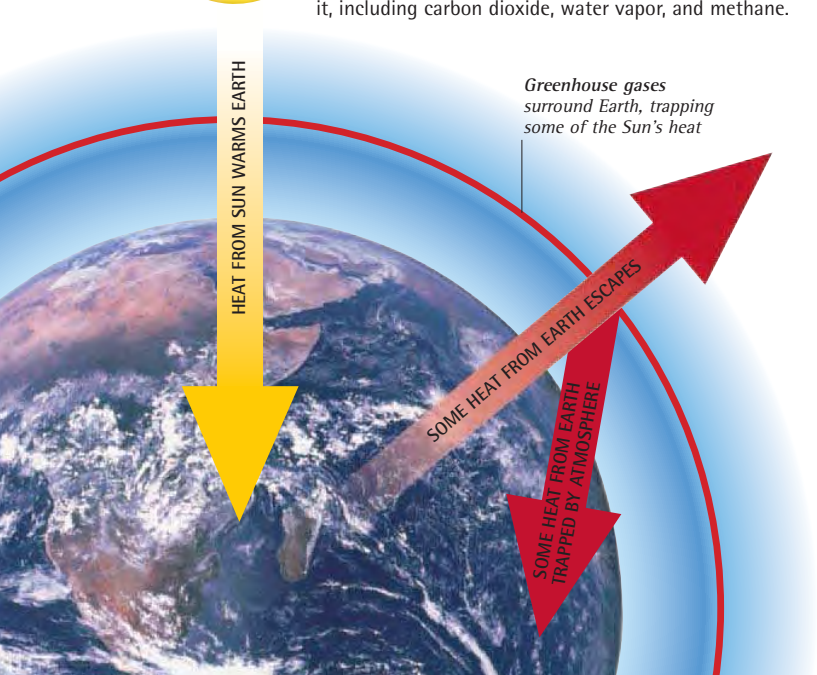 it, including carbon dioxide, water vapor, and methane.
Greenhouse gases
surround Earth, trapping
some of the Sun's heat
HEAT FROM SUN WARMS EARTH
SOME HEAT FROM EARTH ESCAPES
SOME HEAT FROM EARTH
TRAPPED BY ATMOSPHERE